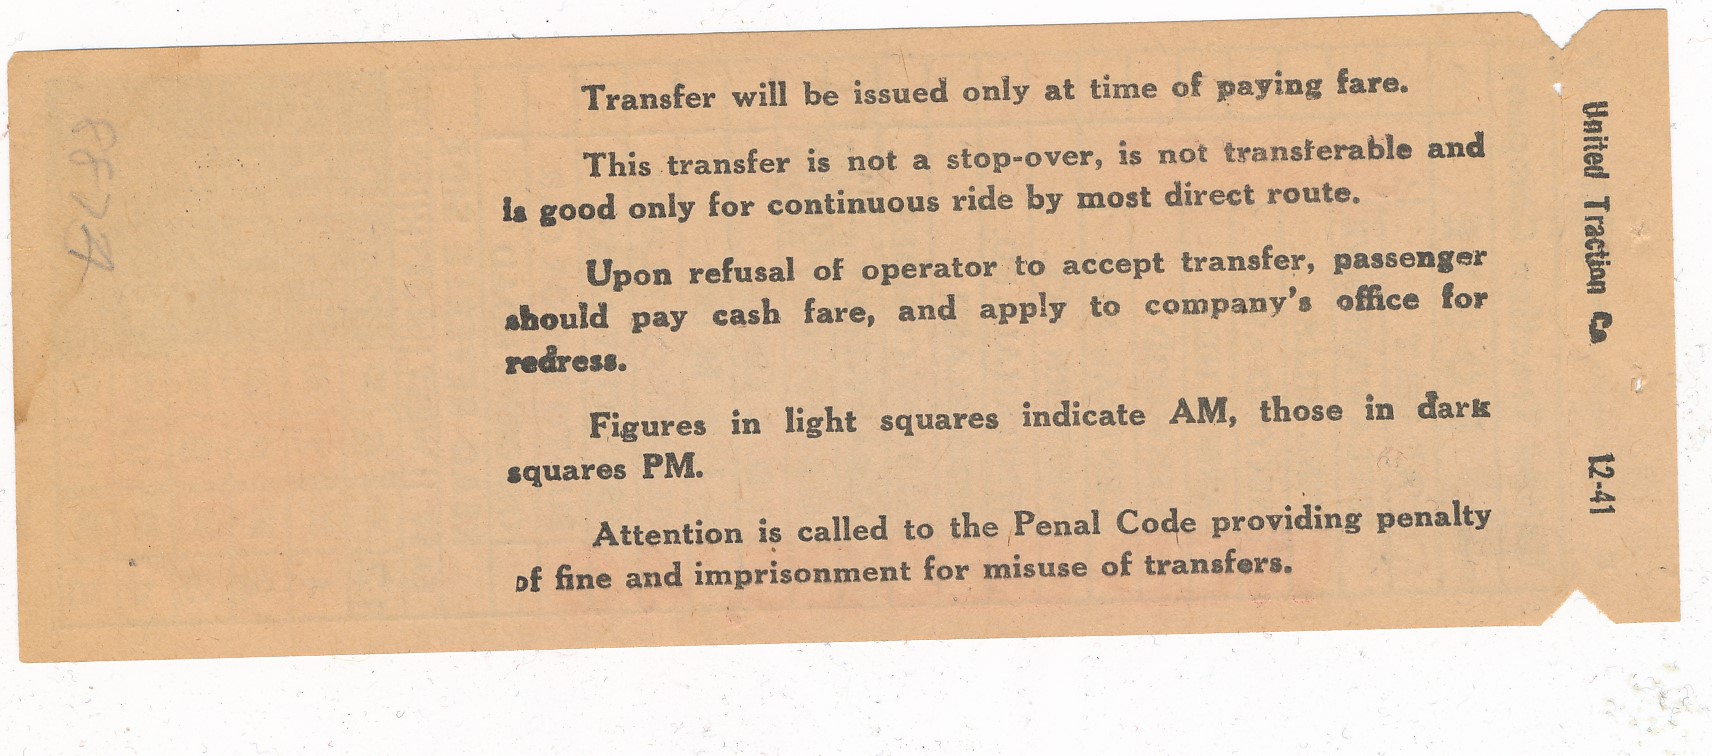 Transfer will be issued only at time of paying fare.
This transfer is not a stop-over, is not transferable and
is good only for continuous ride by most direct route.
Upon refusal of operator to accept transfer, passenger
should pay cash fare, and apply to company's office for
redress.
Figures in light squares indicate AM, those in dark
squares PM.
Attention is called to the Penal Code providing penalty
of fine and imprisonment for misuse of transfers.
United Traction Co. 12-41